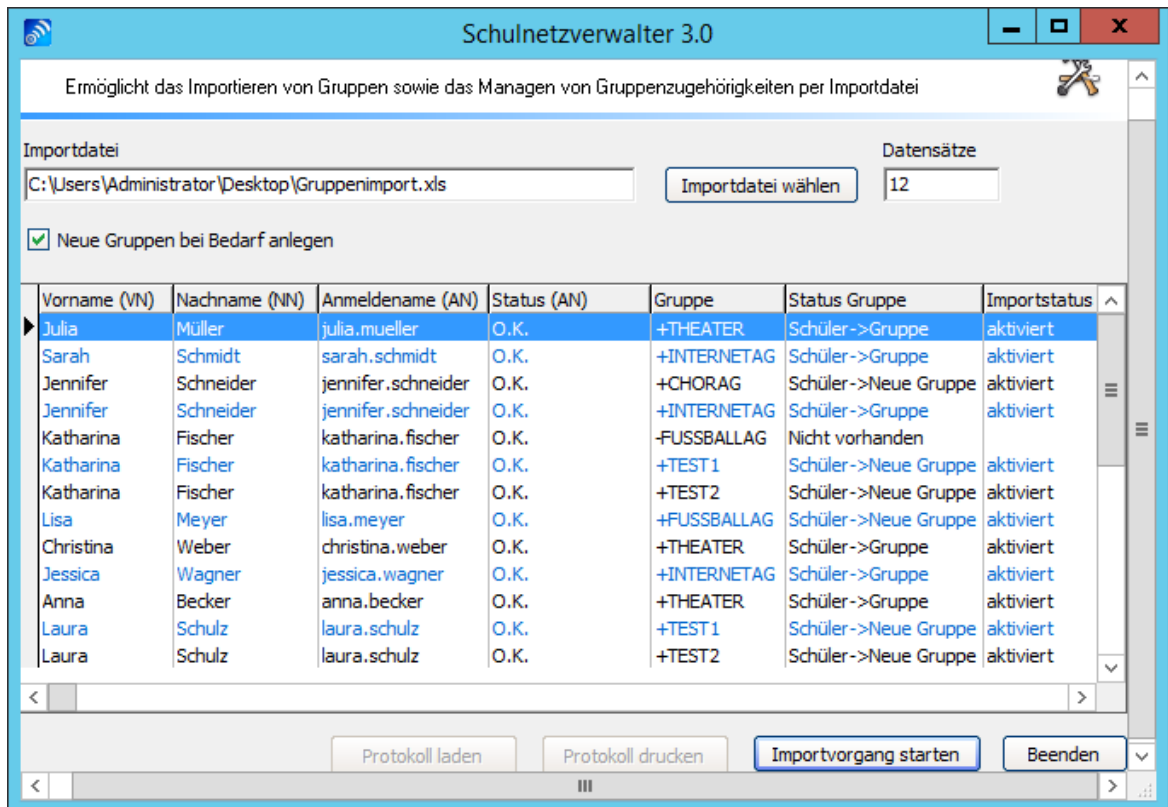 Schulnetzverwalter 3.0
Ermöglicht das Importieren von Gruppen sowie das Managen von Gruppenzugehörigkeiten per Importdatei
Importdatei Datensätze
C:\Users\Administrator\Desktop\Gruppenimport.xls Importdatei wählen 12
Neue Gruppen bei Bedarf anlegen
Vorname (VN) Nachname (NN) Anmeldename (AN) Status (AN) Gruppe Status Gruppe Importstatus
Julia Müller julia.mueller O.K. +THEATER Schüler->Gruppe aktiviert
Sarah Schmidt sarah.schmidt O.K. +INTERNETAG Schüler->Gruppe aktiviert
Jennifer Schneider jennifer.schneider O.K. +CHORAG Schüler->Neue Gruppe aktiviert
Jennifer Schneider jennifer.schneider O.K. +INTERNETAG Schüler->Gruppe aktiviert
Katharina Fischer katharina.fischer O.K. -FUSSBALLAG Nicht vorhanden
Katharina Fischer katharina.fischer O.K. +TEST1 Schüler->Neue Gruppe aktiviert
Katharina Fischer katharina.fischer O.K. +TEST2 Schüler->Neue Gruppe aktiviert
Lisa Meyer lisa.meyer O.K. +FUSSBALLAG Schüler->Neue Gruppe aktiviert
Christina Weber christina.weber O.K. +THEATER Schüler->Gruppe aktiviert
Jessica Wagner jessica.wagner O.K. +INTERNETAG Schüler->Gruppe aktiviert
Anna Becker anna.becker O.K. +THEATER Schüler->Gruppe aktiviert
Laura Schulz laura.schulz O.K. +TEST1 Schüler->Neue Gruppe aktiviert
Laura Schulz laura.schulz O.K. +TEST2 Schüler->Neue Gruppe aktiviert
Protokoll laden Protokoll drucken Importvorgang starten Beenden